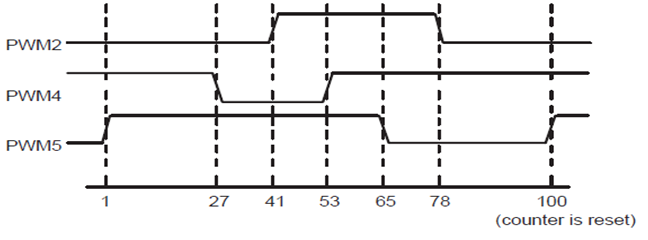 PWM2
PWM4
PWM5
1 27 41 53 65 78 100
(counter is reset)